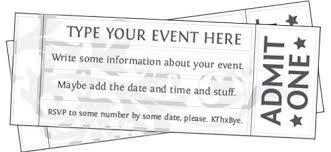 TYPE YOUR EVENT HERE
Write some information about your event.
Maybe add the date and time and stuff.
RSVP to some number by some date, please. KThxBye.
ADMIT
★ONE★